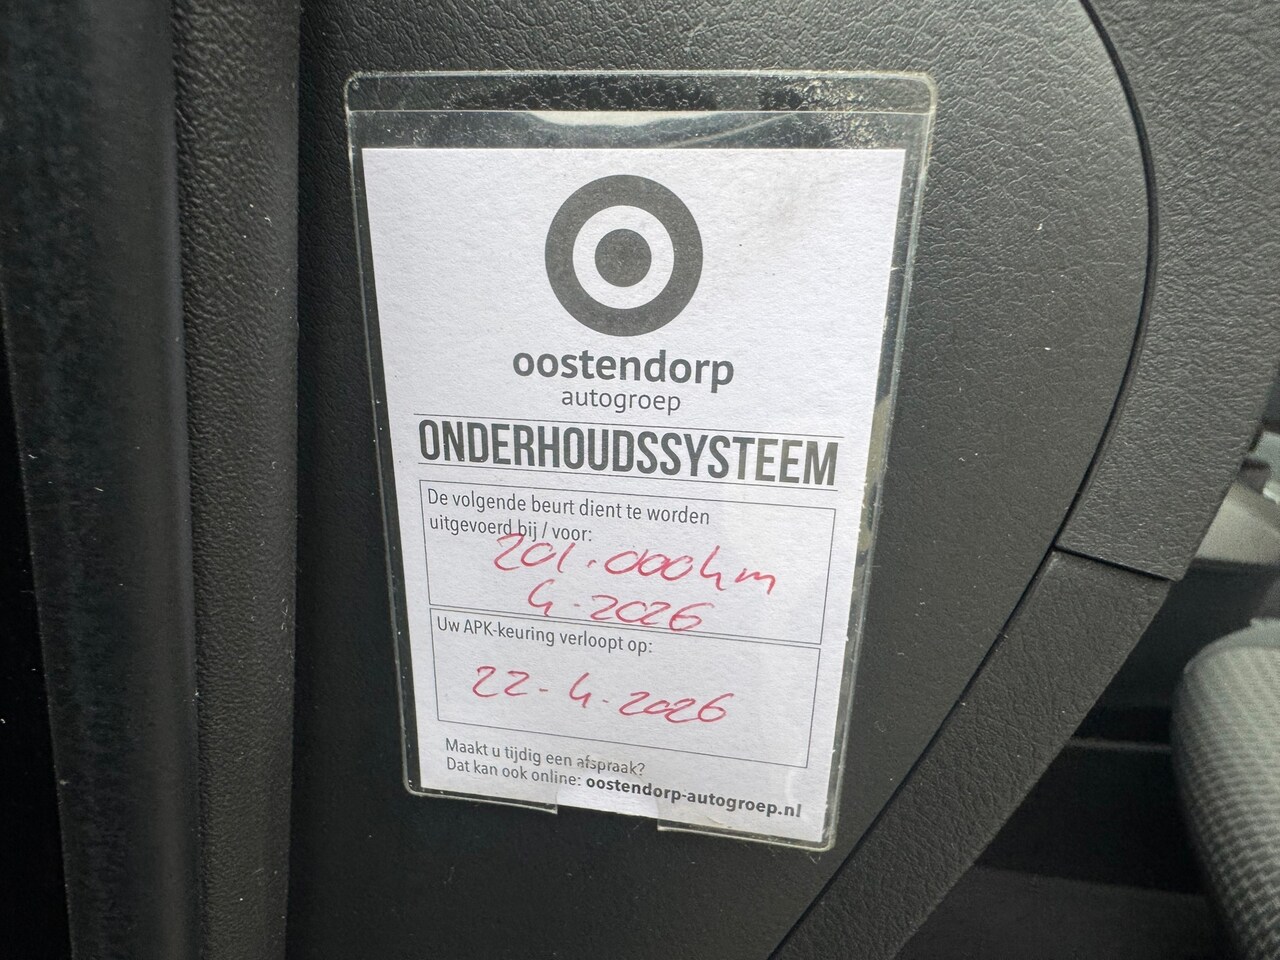 oostendorp
autogroep
ONDERHOUDSSYSTEEM
De volgende beurt dient te worden
uitgevoerd bij / voor:
201.000km
4-2026
Uw APK-keuring verloopt op:
22-4-2026
Maakt u tijdig een afspraak?
Dat kan ook online: oostendorp-autogroep.nl